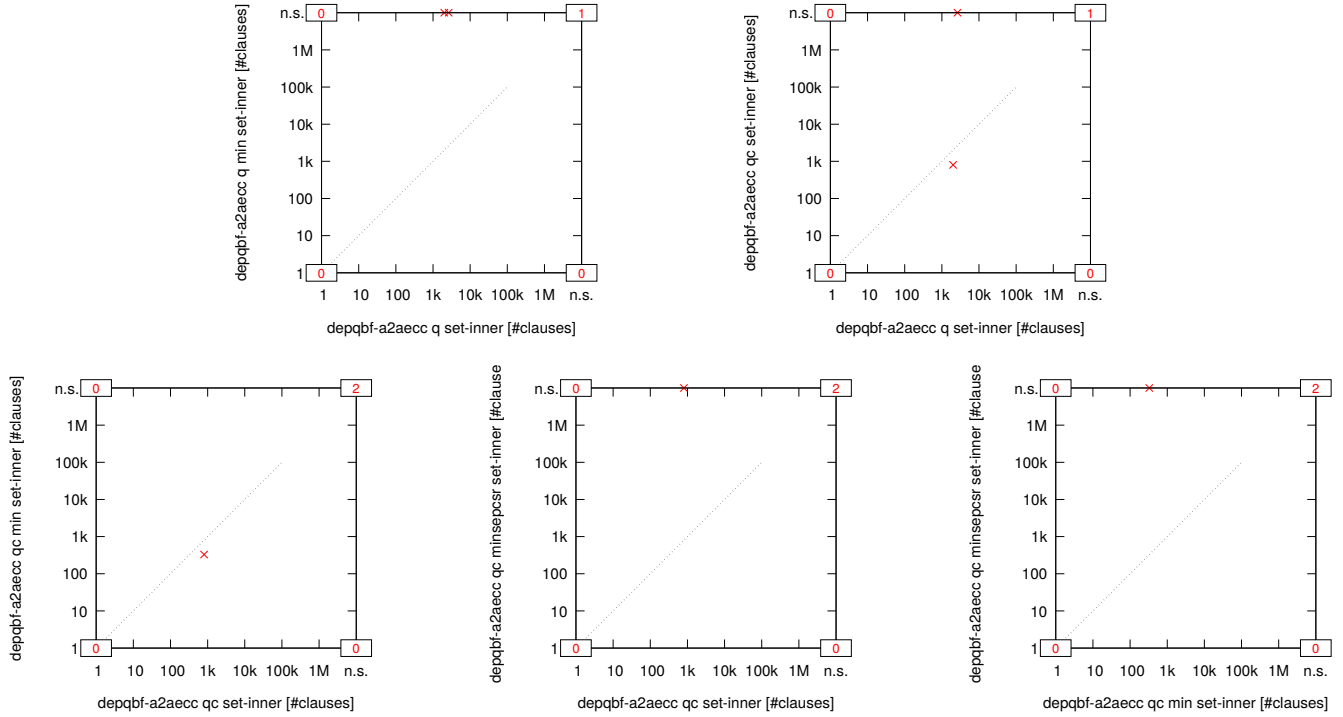 depqbf-a2aecc q min set-inner [#clauses]
n.s.
1M
100k
10k
1k
100
10
1
0
1
0
0
1 10 100 1k 10k 100k 1M n.s.
depqbf-a2aecc q set-inner [#clauses]
depqbf-a2aecc qc set-inner [#clauses]
n.s.
1M
100k
10k
1k
100
10
1
0
1
0
0
1 10 100 1k 10k 100k 1M n.s.
depqbf-a2aecc q set-inner [#clauses]
depqbf-a2aecc qc min set-inner [#clauses]
n.s.
1M
100k
10k
1k
100
10
1
0
2
0
0
1 10 100 1k 10k 100k 1M n.s.
depqbf-a2aecc qc set-inner [#clauses]
depqbf-a2aecc qc minsepcsr set-inner [#clause
n.s.
1M
100k
10k
1k
100
10
1
0
2
0
0
1 10 100 1k 10k 100k 1M n.s.
depqbf-a2aecc qc set-inner [#clauses]
depqbf-a2aecc qc minsepcsr set-inner [#clause
n.s.
1M
100k
10k
1k
100
10
1
0
2
0
0
1 10 100 1k 10k 100k 1M n.s.
depqbf-a2aecc qc min set-inner [#clauses]